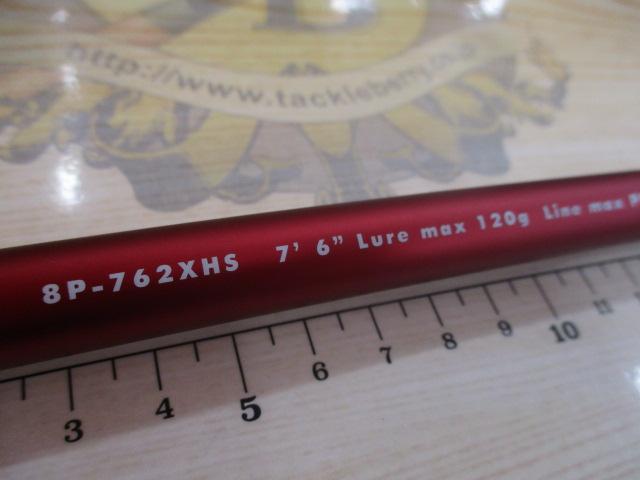 http://www.tackleberry.co.jp
8P-762XHS 7' 6" Lure max 120g Line max P
3 4 5 6 7 8 9 10 11